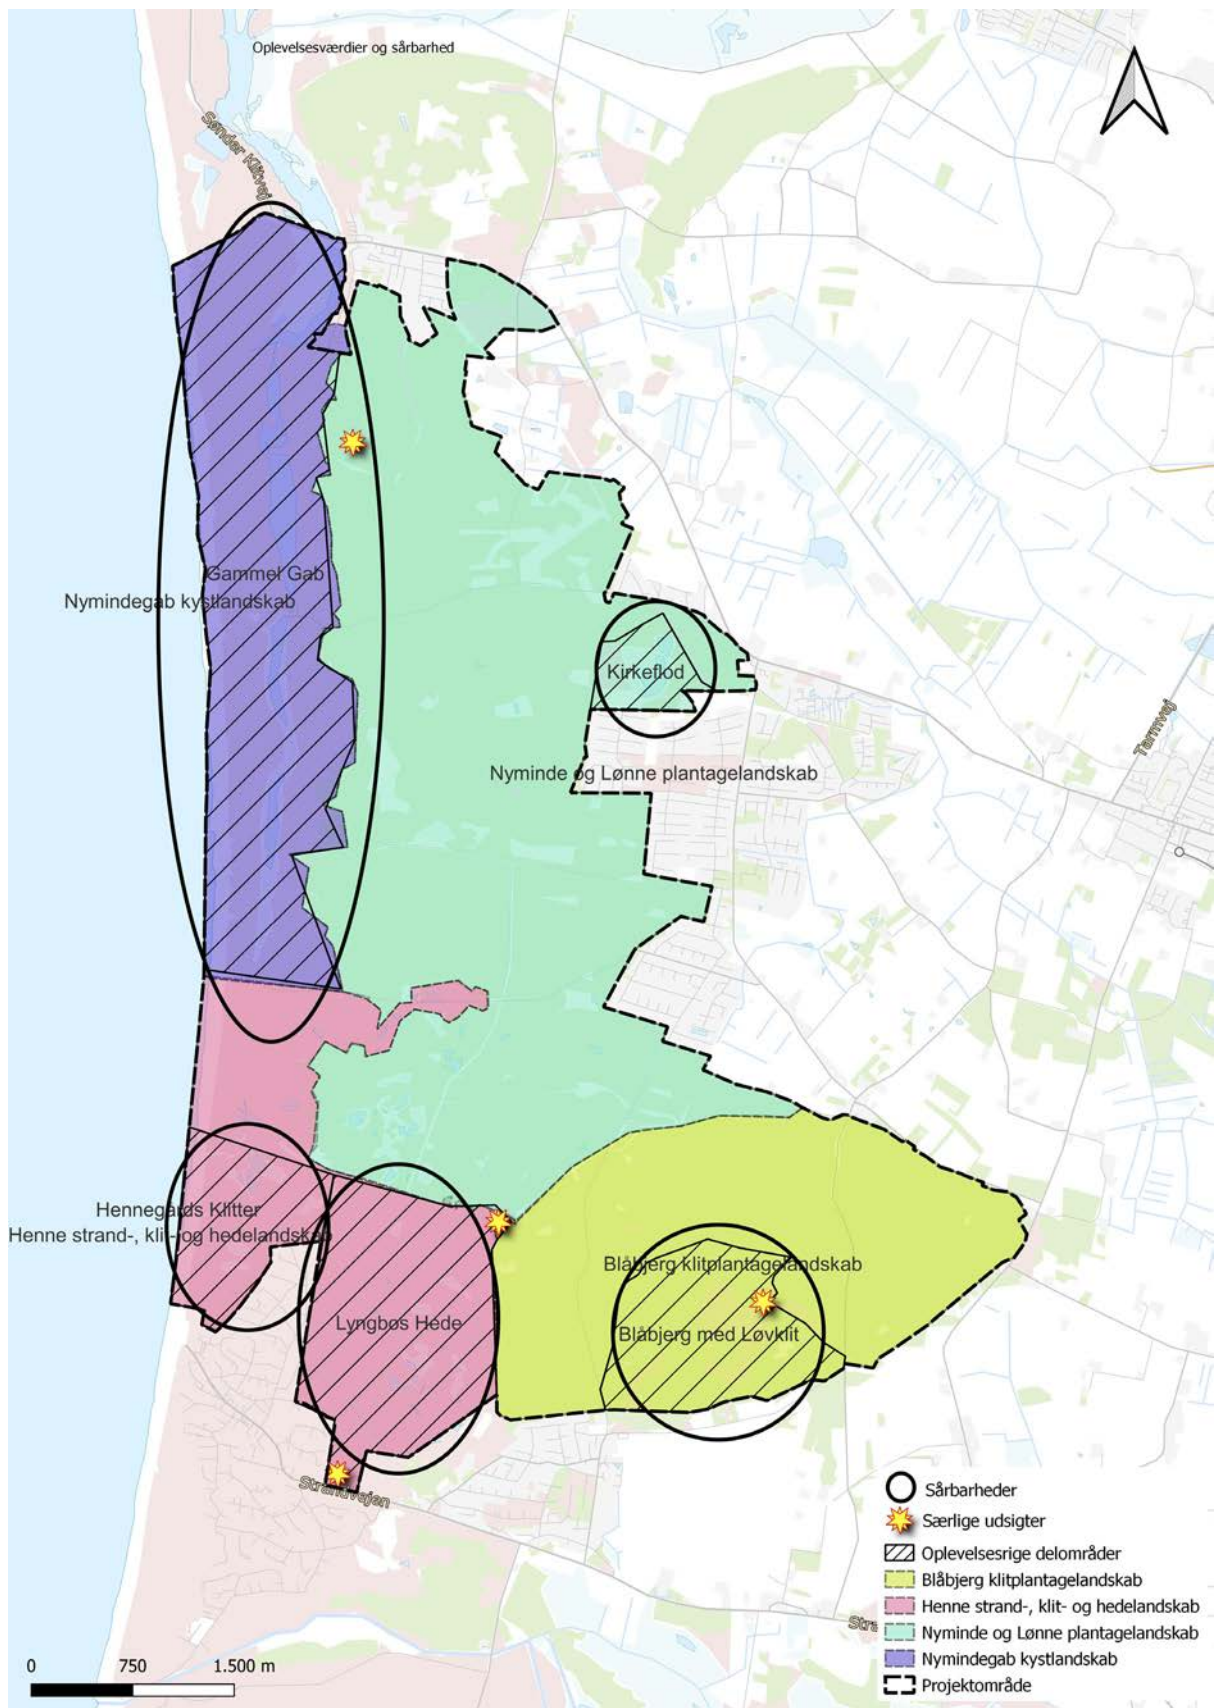 Oplevelsesværdier og sårbarhed
Sønder Klitvej
Gammel Gab
Nymindegab kystlandskab
Kirkeflod
Tarmvej
Nyminde og Lønne plantagelandskab
Hennegårds Klitter
Henne strand-, klit- og hedelandskab
Blåbjerg klitplantagelandskab
Lyngbos Hede
Blåbjerg med Løvklit
Strandvejen
Sårbarheder
Særlige udsigter
Oplevelsesrige delområder
Blåbjerg klitplantagelandskab
Henne strand-, klit- og hedelandskab
Nyminde og Lønne plantagelandskab
Nymindegab kystlandskab
Projektområde
Stra
0 750 1.500 m